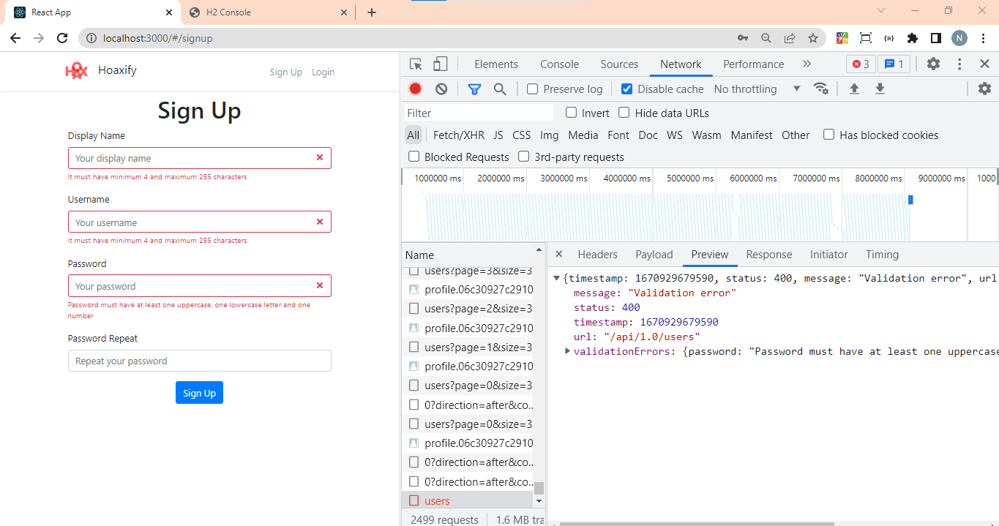 React App
H2 Console
localhost:3000/#/signup
N
HAX Hoaxify
Sign Up Login
Sign Up
Display Name
Your display name
It must have minimum 4 and maximum 255 characters
Username
Your username
It must have minimum 4 and maximum 255 characters
Password
Your password
Password must have at least one uppercase, one lowercase letter and one
number
Password Repeat
Repeat your password
Sign Up
Elements Console Sources Network Performance » 3 1
Preserve log Disable cache No throttling
Filter Invert Hide data URLs
All Fetch/XHR JS CSS Img Media Font Doc WS Wasm Manifest Other Has blocked cookies
Blocked Requests 3rd-party requests
1000000 ms 2000000 ms 3000000 ms 4000000 ms 5000000 ms 6000000 ms 7000000 ms 8000000 ms 9000000 ms 1000
Name
users?page=3&size=3
profile.06c30927c2910
users?page=2&size=3
profile.06c30927c2910
users?page=1&size=3
profile.06c30927c2910
users?page=0&size=3
0?direction=after&co...
users?page=0&size=3
profile.06c30927c2910
0?direction=after&co...
0?direction=after&co...
users
2499 requests 1.6 MB tra
Headers Payload Preview Response Initiator Timing
{timestamp: 1670929679590, status: 400, message: "Validation error", url
message: "Validation error"
status: 400
timestamp: 1670929679590
url: "/api/1.0/users"
validationErrors: {password: "Password must have at least one uppercase